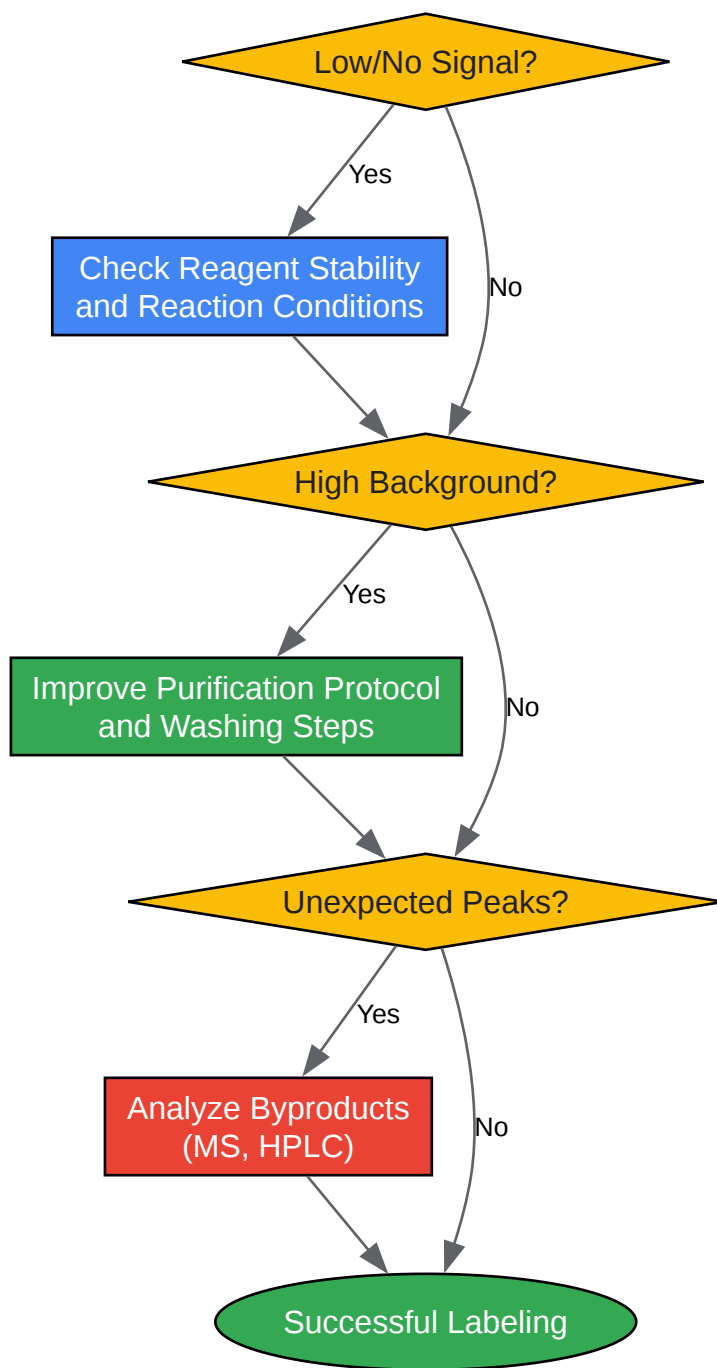 Low/No Signal?
Yes
Check Reagent Stability
and Reaction Conditions
No
High Background?
Yes
Improve Purification Protocol
and Washing Steps
No
Unexpected Peaks?
Yes
Analyze Byproducts
(MS, HPLC)
No
Successful Labeling